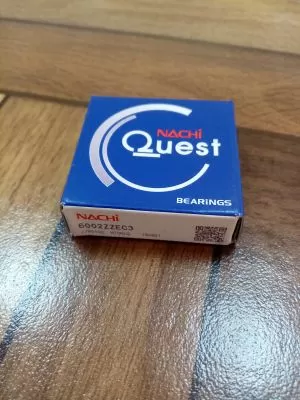 NACHi
Quest
BEARINGS
NACHi
6002ZZEC3